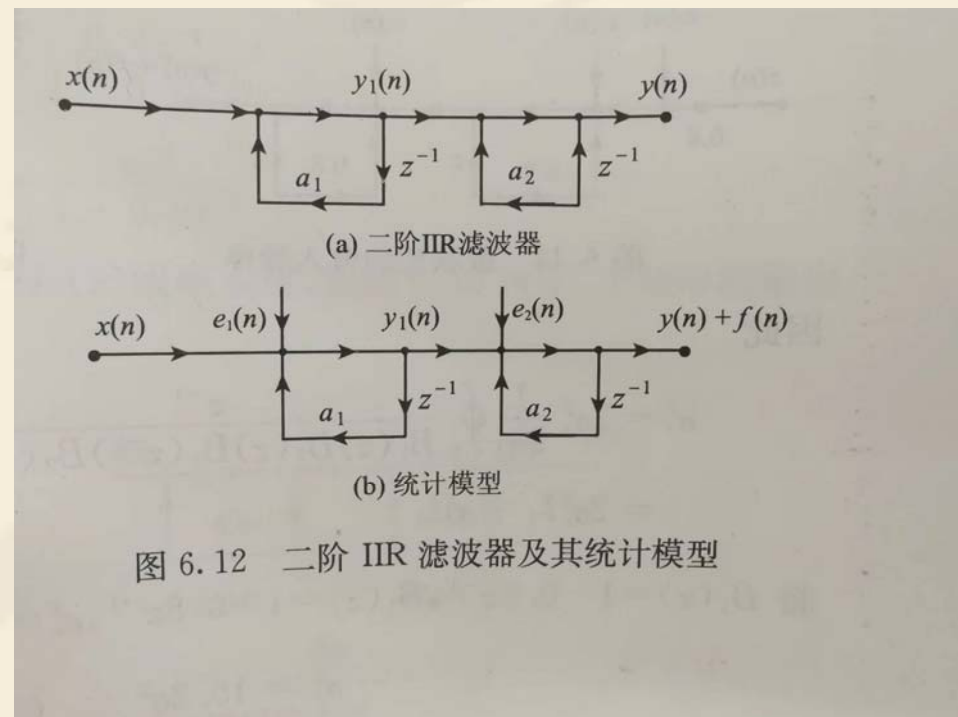 x(n) y₁(n) y(n)
z⁻¹ z⁻¹
a₁ a₂
(a) 二阶IIR滤波器
x(n) e₁(n) y₁(n) e₂(n) y(n) + f(n)
z⁻¹ z⁻¹
a₁ a₂
(b) 统计模型
图 6.12 二阶 IIR 滤波器及其统计模型